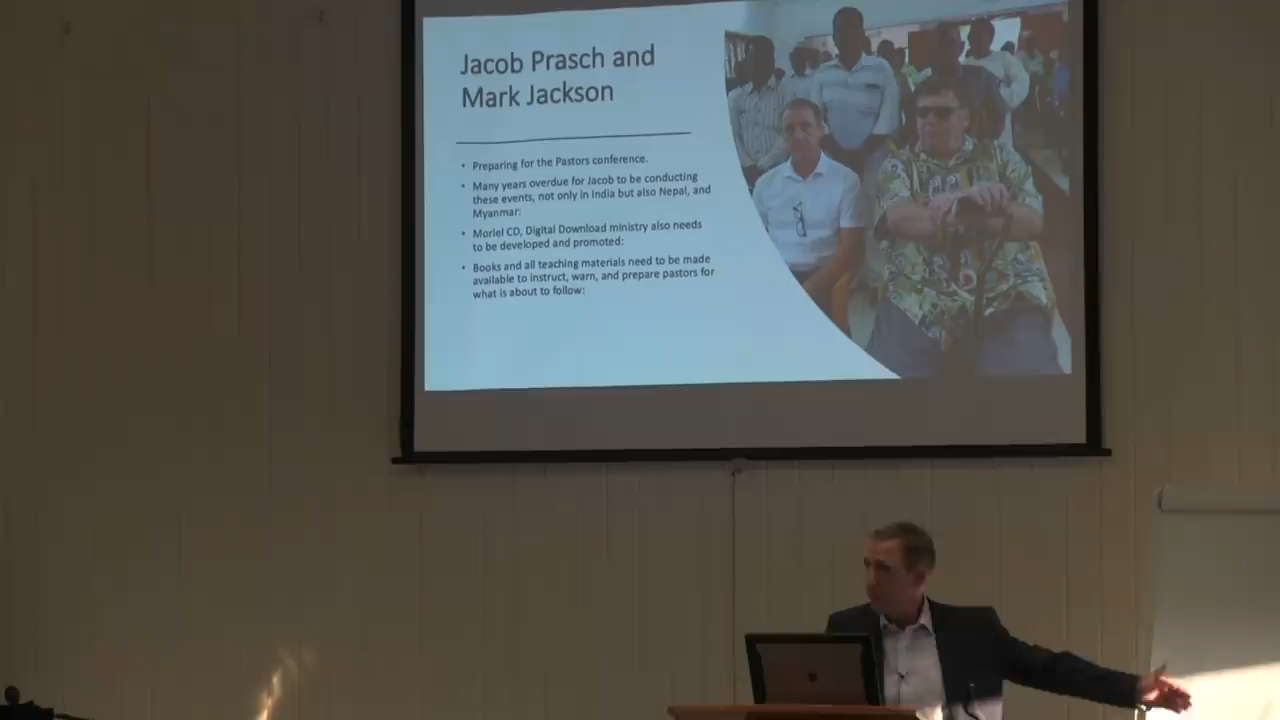 Jacob Prasch and
Mark Jackson
• Preparing for the Pastors conference.
• Many years overdue for Jacob to be conducting
these events, not only in India but also Nepal, and
Myanmar:
• Moriel CD, Digital Download ministry also needs
to be developed and promoted:
• Books and all teaching materials need to be made
available to instruct, warn, and prepare pastors for
what is about to follow: